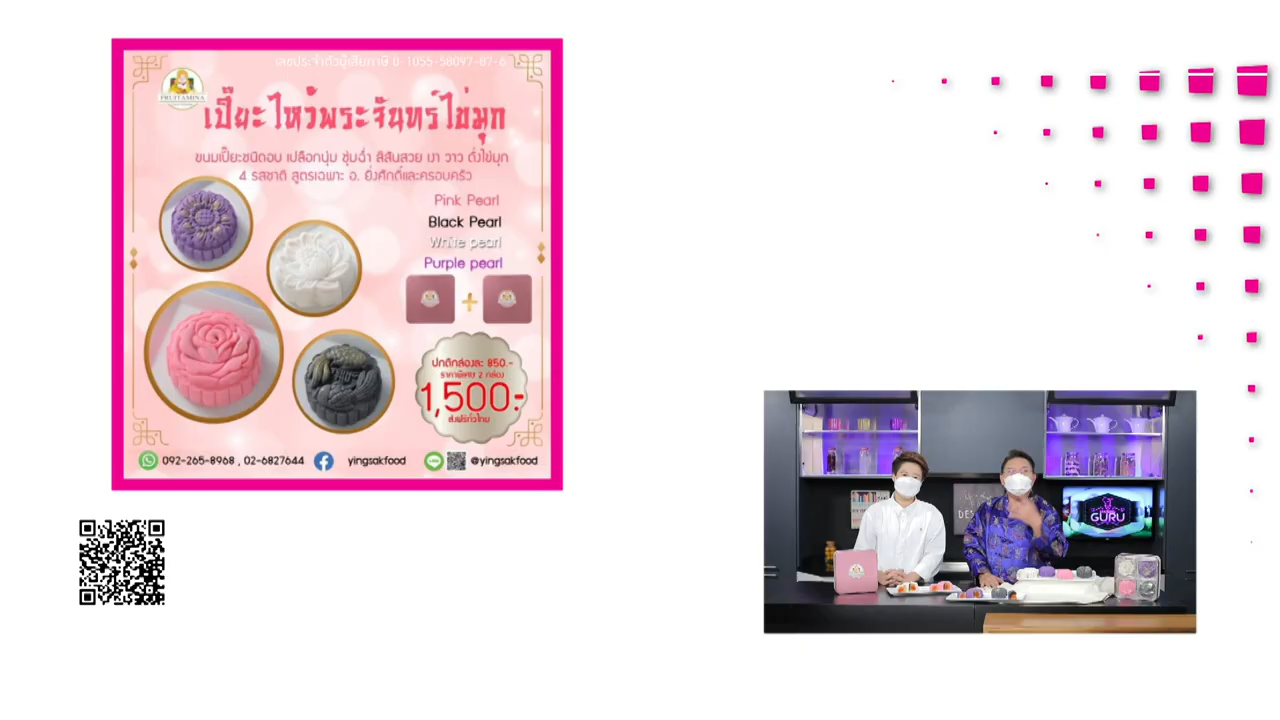 เลขประจำตัวผู้เสียภาษี 0-1055-58097-87-6
FRUITAMINA
เปี๊ยะไหว้พระจันทร์ไข่มุก
ขนมเปี๊ยะชนิดอบ เปลือกนุ่ม ชุ่มฉ่ำ สีสันสวย เงา วาว ดั่งไข่มุก
4 รสชาติ สูตรเฉพาะ อ. ยิ่งศักดิ์และครอบครัว
Pink Pearl
Black Pearl
White pearl
Purple pearl
+
ปกติกล่องละ 850.-
ราคาพิเศษ 2 กล่อง
1,500.-
ส่งฟรีทั่วไทย
092-265-8968 , 02-6827644 yingsakfood LINE @yingsakfood
GURU